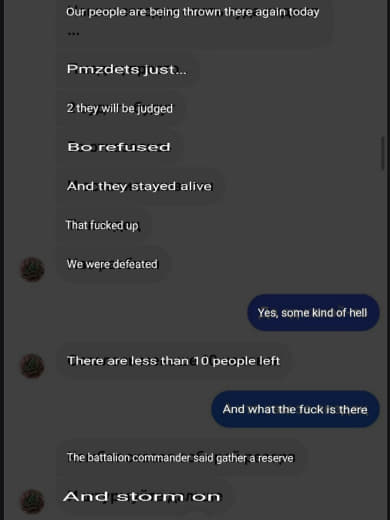 Our people are being thrown there again today
...
Pmzdets just...
2 they will be judged
Bo refused
And they stayed alive
That fucked up
We were defeated
Yes, some kind of hell
There are less than 10 people left
And what the fuck is there
The battalion commander said gather a reserve
And storm on